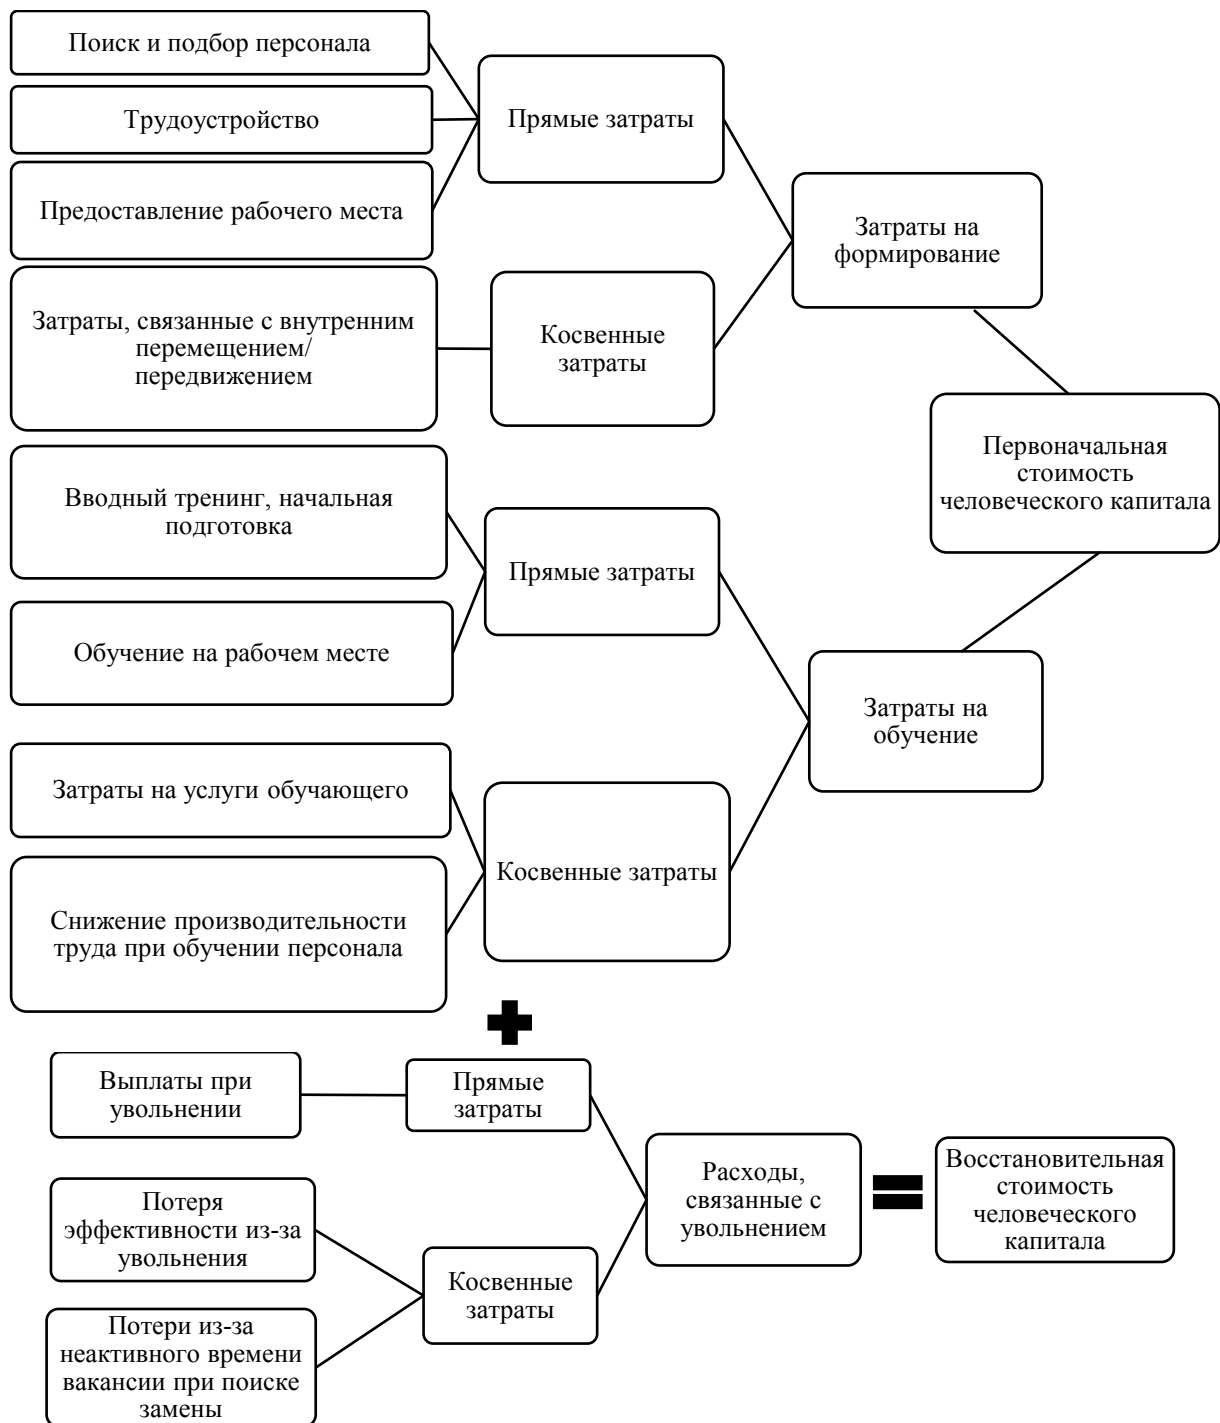 Поиск и подбор персонала
Трудоустройство
Предоставление рабочего места
Прямые затраты
Затраты, связанные с внутренним
перемещением/
передвижением
Косвенные
затраты
Затраты на
формирование
Вводный тренинг, начальная
подготовка
Обучение на рабочем месте
Прямые затраты
Затраты на услуги обучающего
Снижение производительности
труда при обучении персонала
Косвенные затраты
Затраты на
обучение
Первоначальная
стоимость
человеческого капитала
Выплаты при
увольнении
Прямые
затраты
Потеря
эффективности из-за
увольнения
Потери из-за
неактивного времени
вакансии при поиске
замены
Косвенные
затраты
Расходы,
связанные с
увольнением
Восстановительная
стоимость
человеческого
капитала